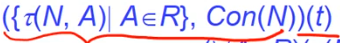 ({τ(N, A)| A∈R}, Con(N))(t)